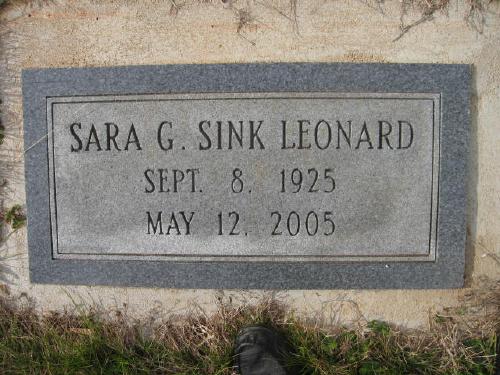 SARA G. SINK LEONARD
SEPT. 8, 1925
MAY 12, 2005